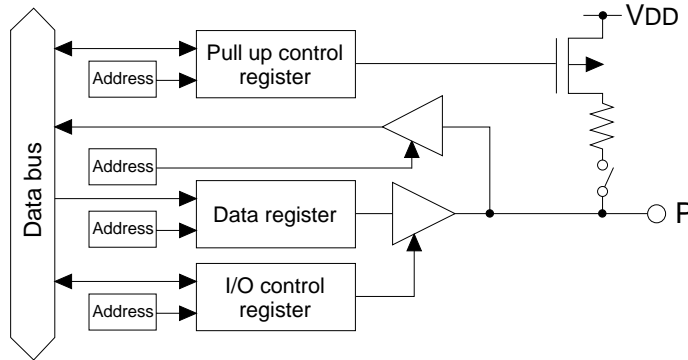 VDD
Pull up control
register
Address
Address
Data bus
Data register
Address
P
I/O control
register
Address